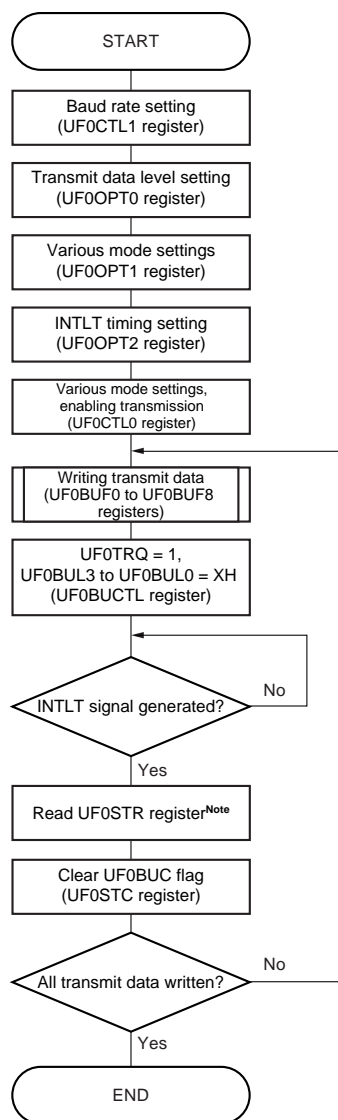 START
Baud rate setting
(UF0CTL1 register)
Transmit data level setting
(UF0OPT0 register)
Various mode settings
(UF0OPT1 register)
INTLT timing setting
(UF0OPT2 register)
Various mode settings,
enabling transmission
(UF0CTL0 register)
Writing transmit data
(UF0BUF0 to UF0BUF8
registers)
UF0TRQ = 1,
UF0BUL3 to UF0BUL0 = XH
(UF0BUCTL register)
INTLT signal generated?
No
Yes
Read UF0STR registerNote
Clear UF0BUC flag
(UF0STC register)
All transmit data written?
No
Yes
END